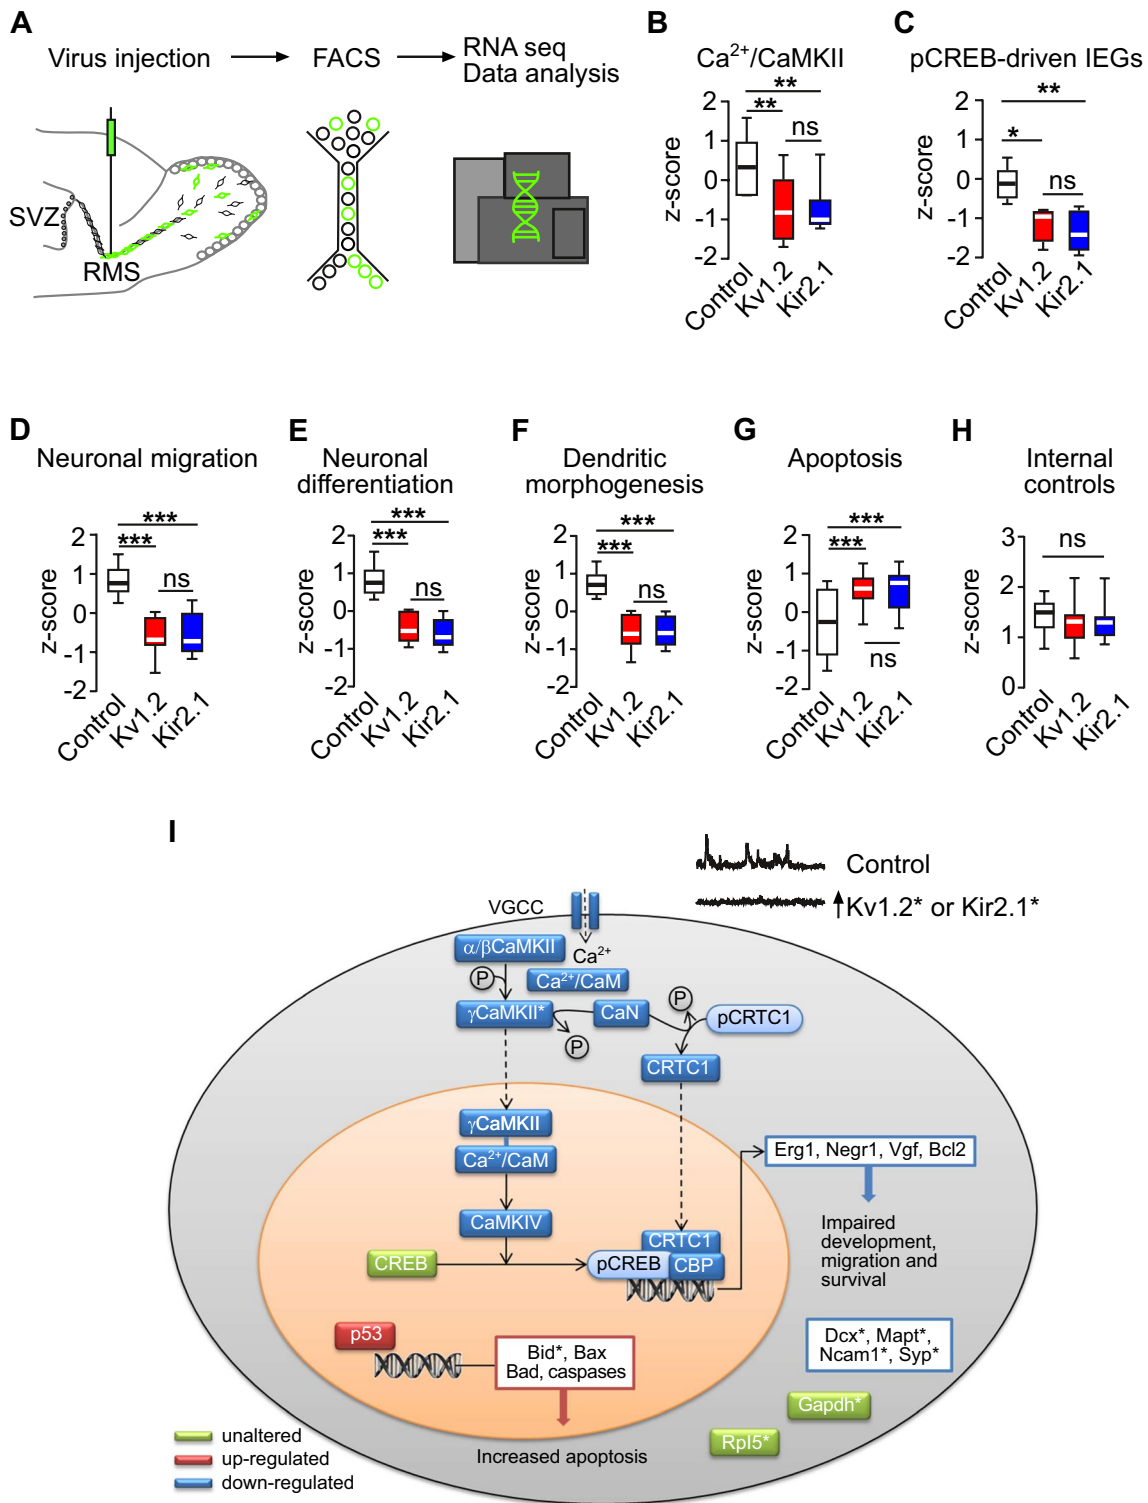 A
Virus injection
FACS
RNA seq
Data analysis
SVZ
RMS
B
Ca2+/CaMKII
**
**
ns
z-score
2
1
0
-1
-2
Control
Kv1.2
Kir2.1
C
pCREB-driven IEGs
**
*
ns
z-score
2
1
0
-1
-2
Control
Kv1.2
Kir2.1
D
Neuronal migration
***
***
ns
z-score
2
1
0
-1
-2
Control
Kv1.2
Kir2.1
E
Neuronal
differentiation
***
***
ns
z-score
2
1
0
-1
-2
Control
Kv1.2
Kir2.1
F
Dendritic
morphogenesis
***
***
ns
z-score
2
1
0
-1
-2
Control
Kv1.2
Kir2.1
G
Apoptosis
***
***
ns
z-score
2
1
0
-1
-2
Control
Kv1.2
Kir2.1
H
Internal
controls
ns
z-score
3
2
1
0
Control
Kv1.2
Kir2.1
I
Control
Kv1.2* or Kir2.1*
VGCC
α/βCaMKII
Ca2+
P
Ca2+/CaM
γCaMKII*
CaN
P
P
pCRTC1
CRTC1
γCaMKII
Ca2+/CaM
CaMKIV
CREB
CRTC1
pCREB
CBP
Erg1, Negr1, Vgf, Bcl2
Impaired
development,
migration and
survival
p53
Bid*, Bax
Bad, caspases
Increased apoptosis
Dcx*, Mapt*,
Ncam1*, Syp*
Gapdh*
Rpl5*
unaltered
up-regulated
down-regulated